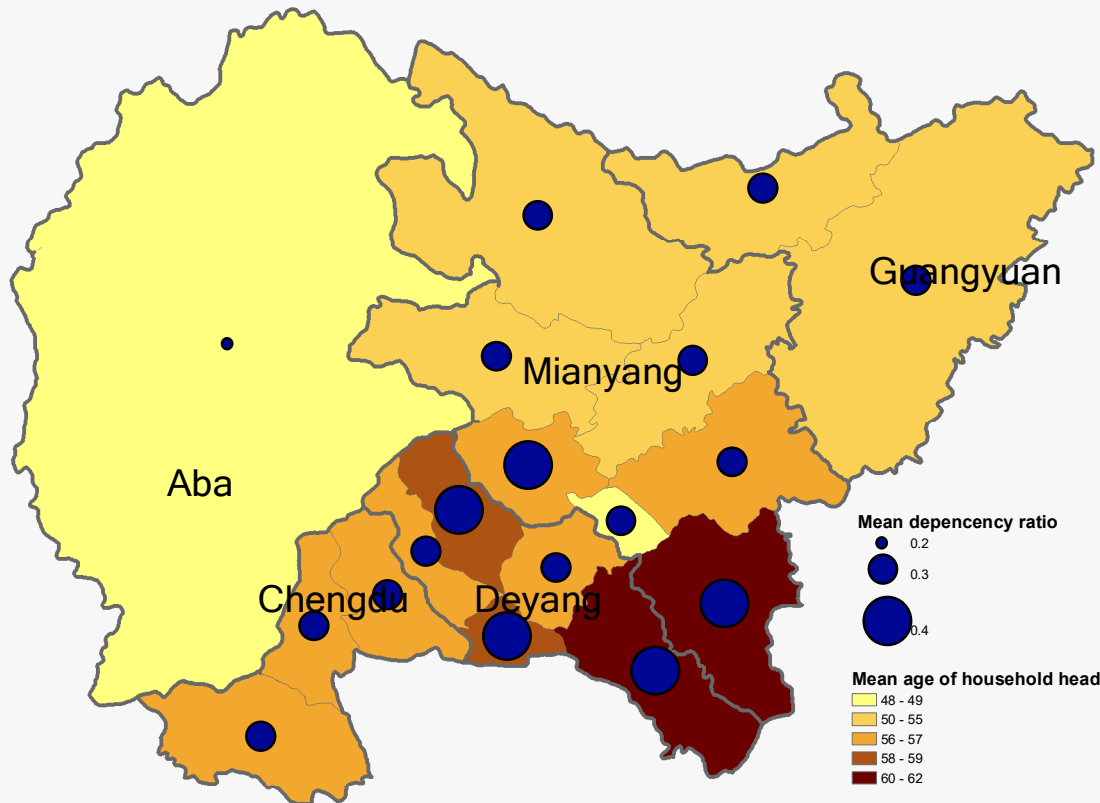 Guangyuan
Mianyang
Aba
Chengdu
Deyang
Mean depencency ratio
0.2
0.3
0.4
Mean age of household head
48 - 49
50 - 55
56 - 57
58 - 59
60 - 62